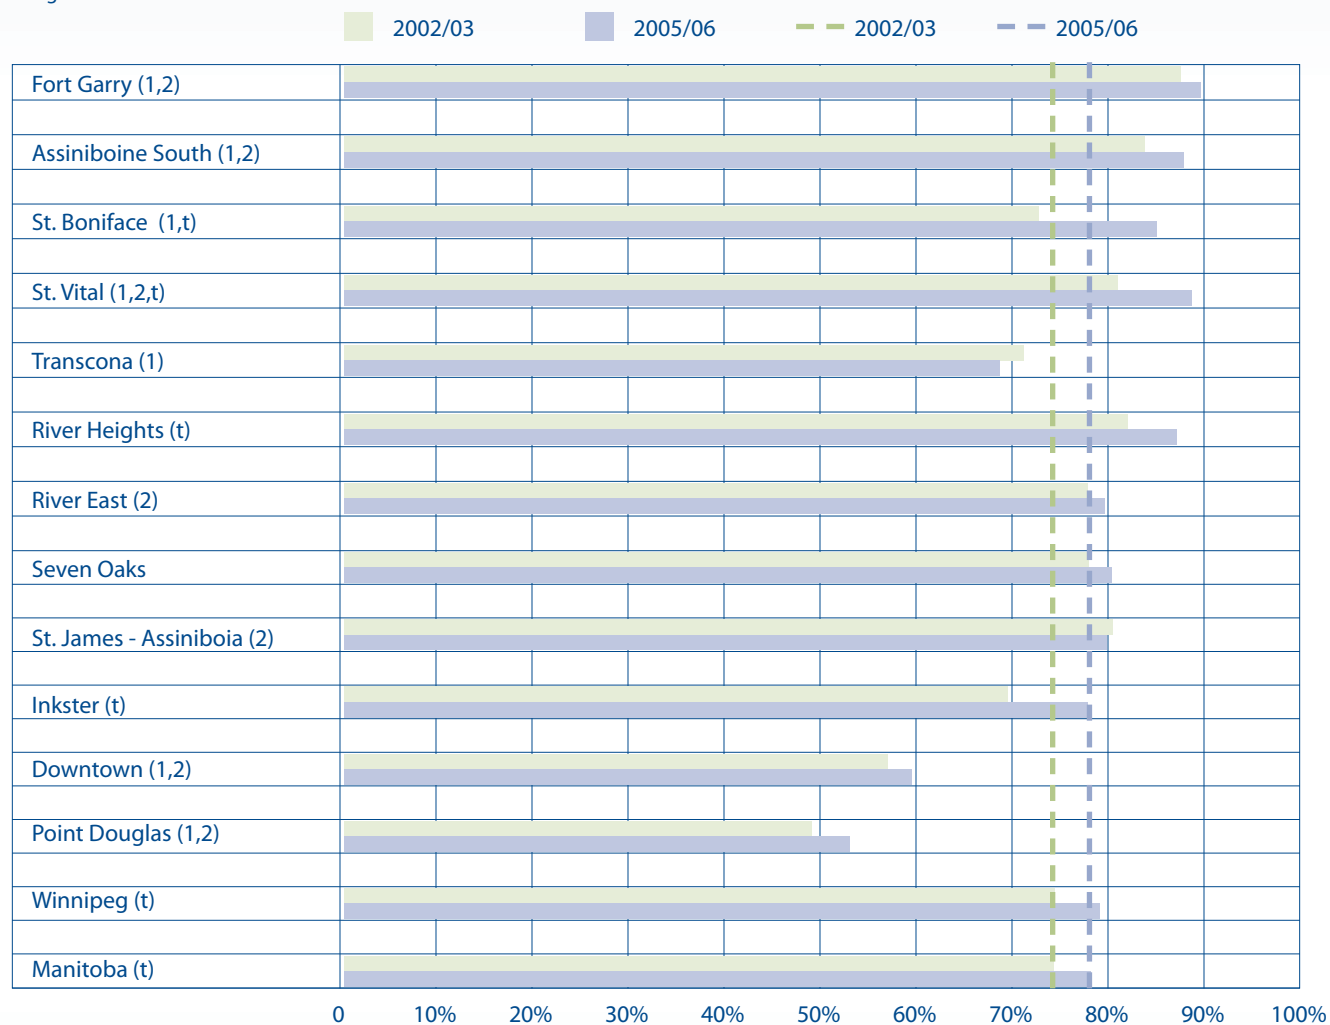 2002/03 2005/06 2002/03 2005/06
Fort Garry (1,2)
Assiniboine South (1,2)
St. Boniface (1,t)
St. Vital (1,2,t)
Transcona (1)
River Heights (t)
River East (2)
Seven Oaks
St. James - Assiniboia (2)
Inkster (t)
Downtown (1,2)
Point Douglas (1,2)
Winnipeg (t)
Manitoba (t)
0 10% 20% 30% 40% 50% 60% 70% 80% 90% 100%